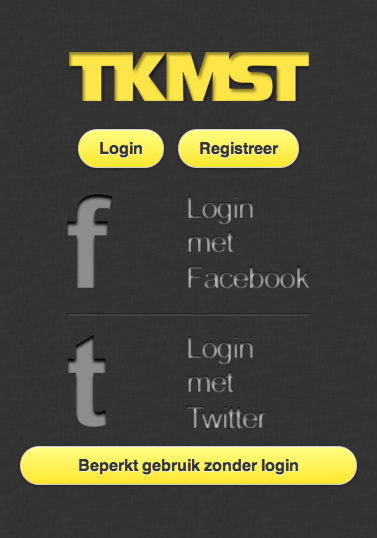 TKMST
Login
Registreer
f
Login
met
Facebook
t
Login
met
Twitter
Beperkt gebruik zonder login